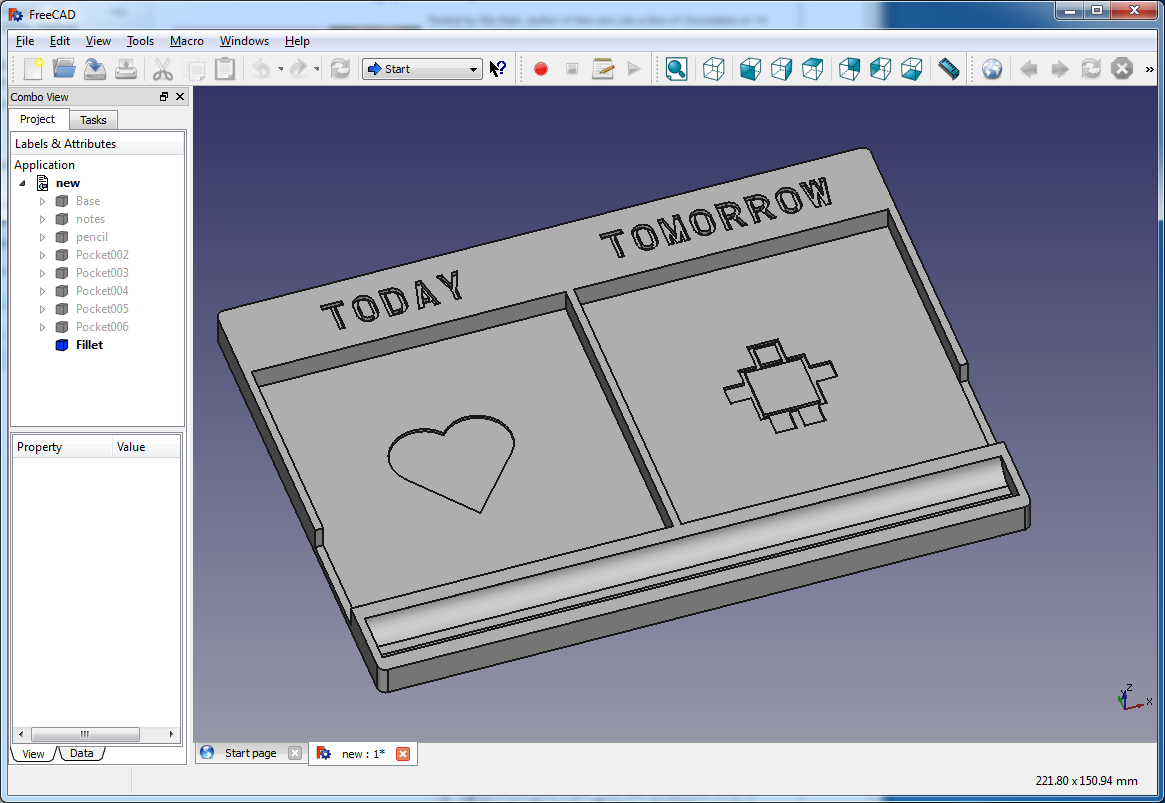 FreeCAD
File Edit View Tools Macro Windows Help
Start
Combo View
Project Tasks
Labels & Attributes
Application
new
Base
notes
pencil
Pocket002
Pocket003
Pocket004
Pocket005
Pocket006
Fillet
Property Value
View Data
TODAY
TOMORROW
Z
Y
X
Start page
new : 1*
221.80 x 150.94 mm